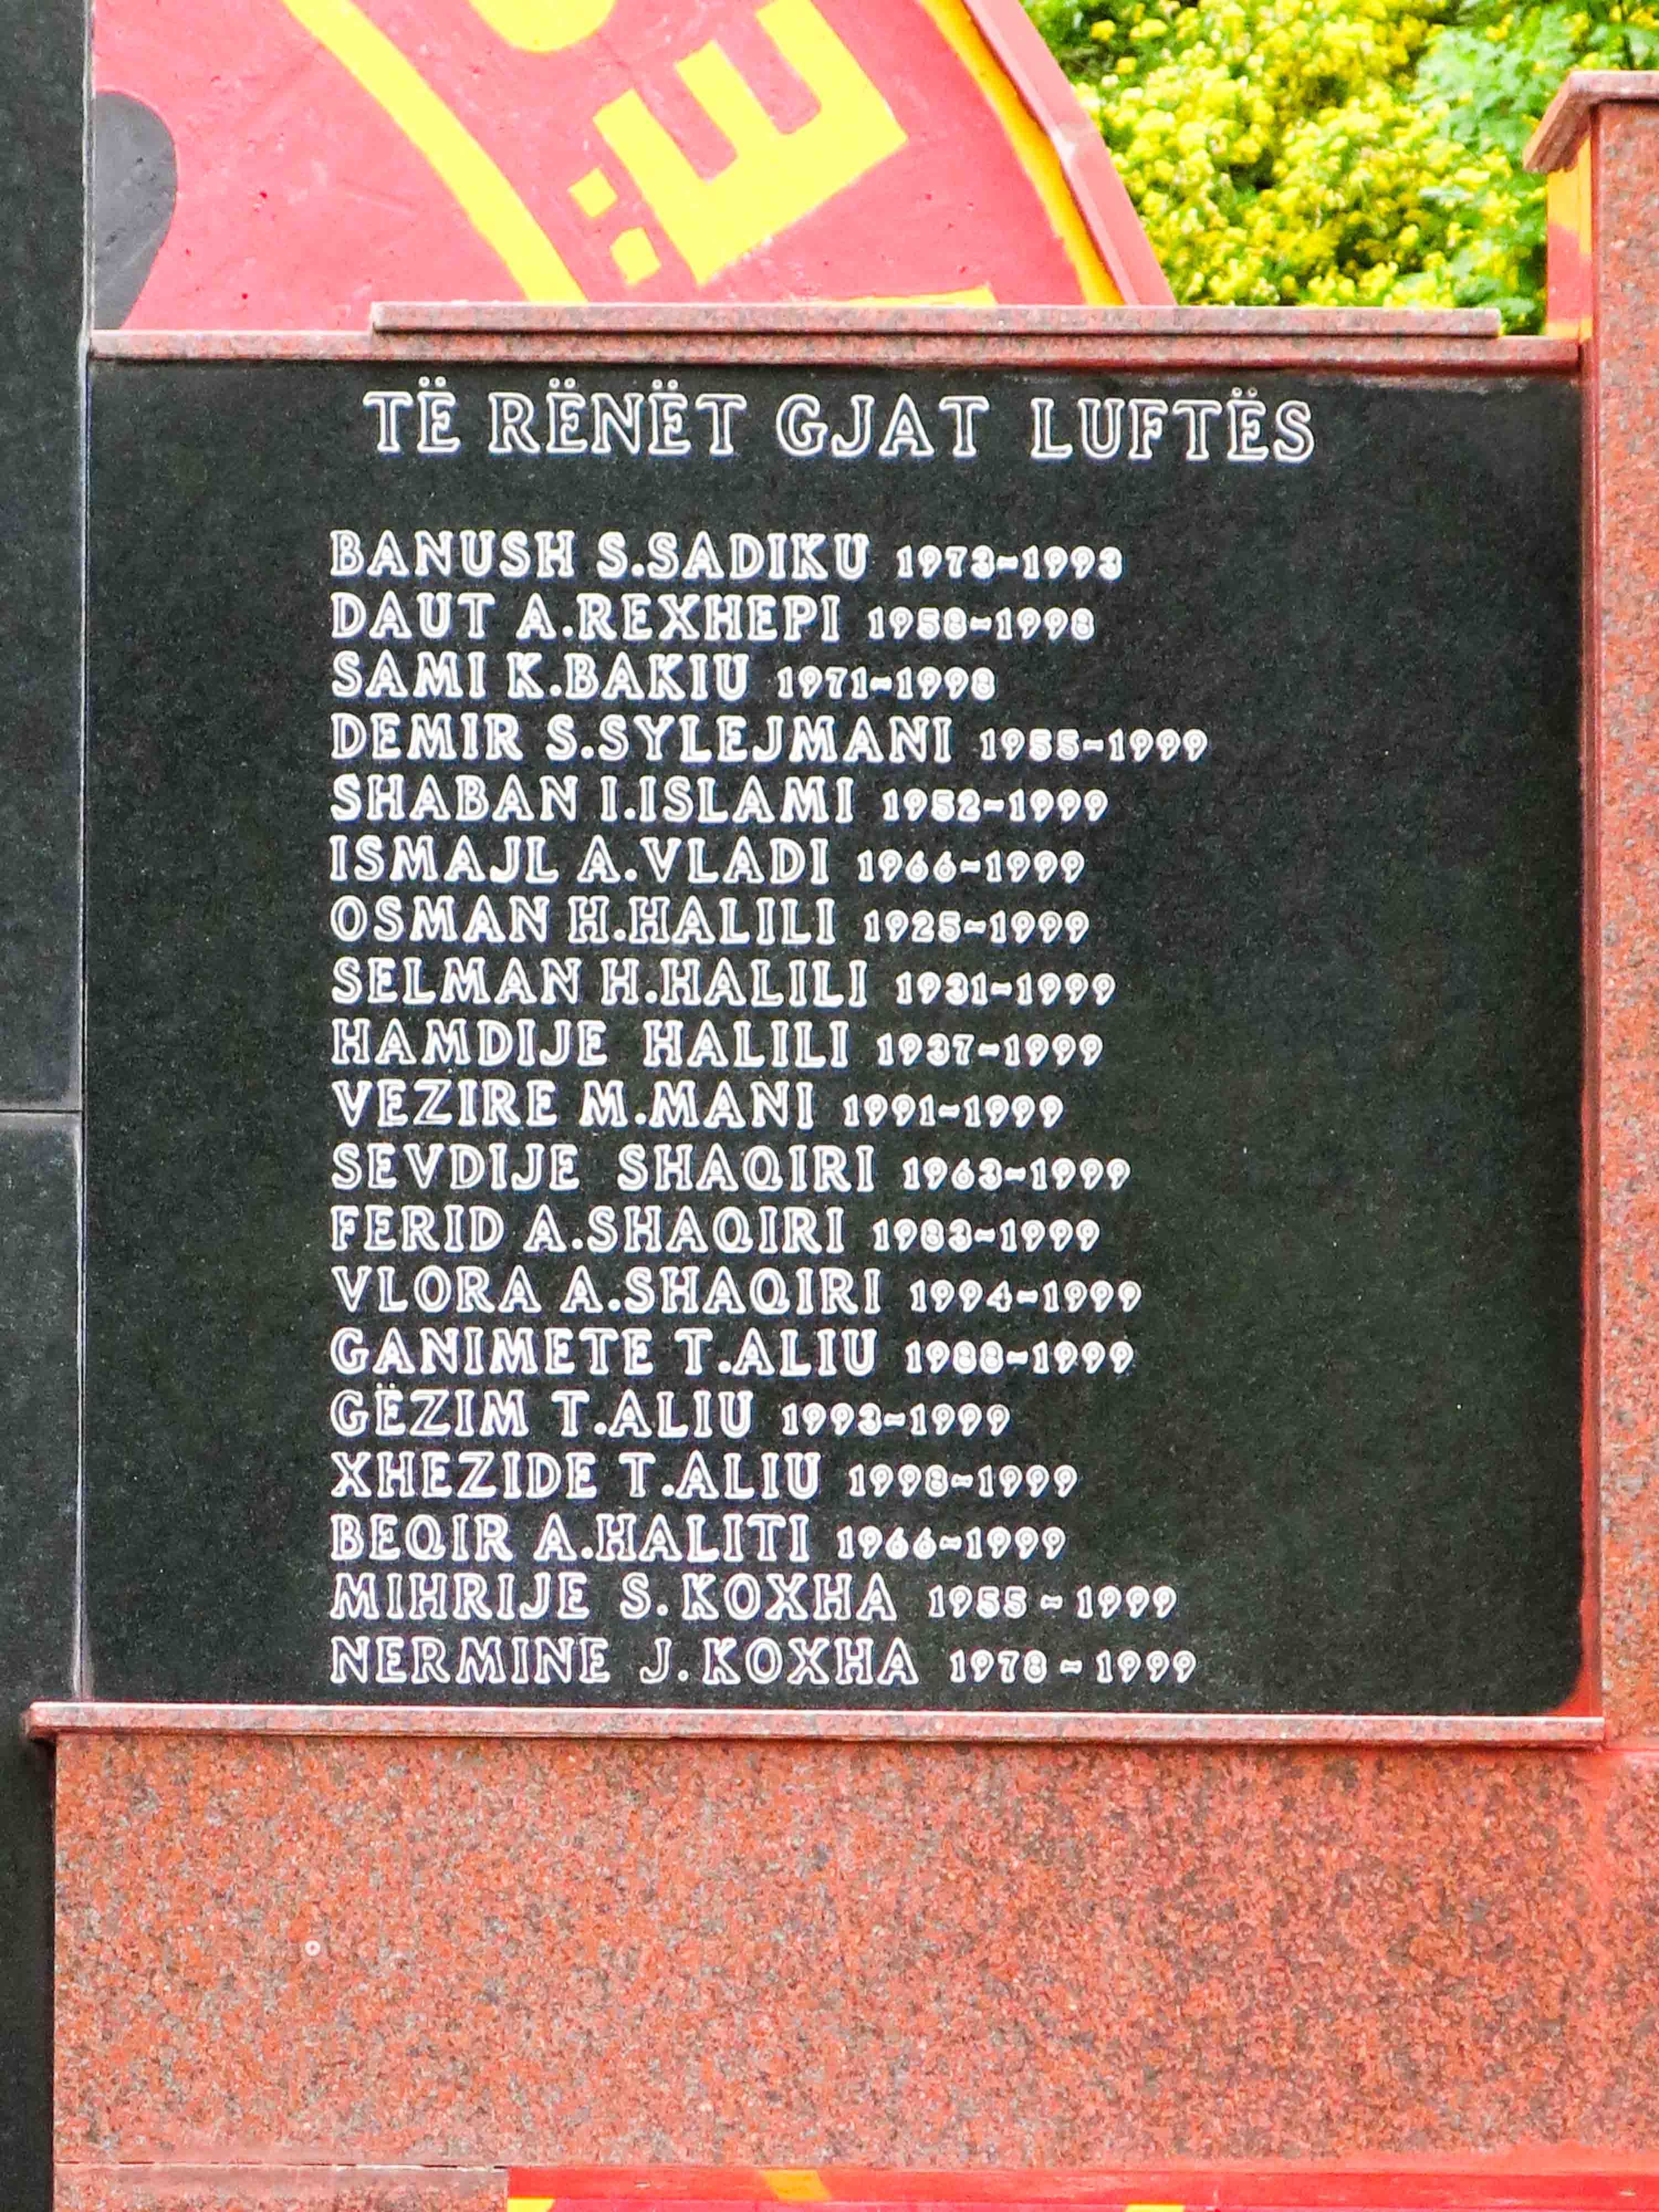 Ë
TË RËNËT GJAT LUFTËS
BANUSH S.SADIKU 1973-1993
DAUT A.REXHEPI 1958-1998
SAMI K.BAKIU 1971-1998
DEMIR S.SYLEJMANI 1955-1999
SHABAN I.ISLAMI 1952-1999
ISMAJL A.VLADI 1966-1999
OSMAN H.HALILI 1925-1999
SELMAN H.HALILI 1931-1999
HAMDIJE HALILI 1937-1999
VEZIRE M.MANI 1991-1999
SEVDIJE SHAQIRI 1963-1999
FERID A.SHAQIRI 1983-1999
VLORA A.SHAQIRI 1994-1999
GANIMETE T.ALIU 1988-1999
GËZIM T.ALIU 1993-1999
XHEZIDE T.ALIU 1998-1999
BEQIR A.HALITI 1966-1999
MIHRIJE S. KOXHA 1955 - 1999
NERMINE J. KOXHA 1978 - 1999